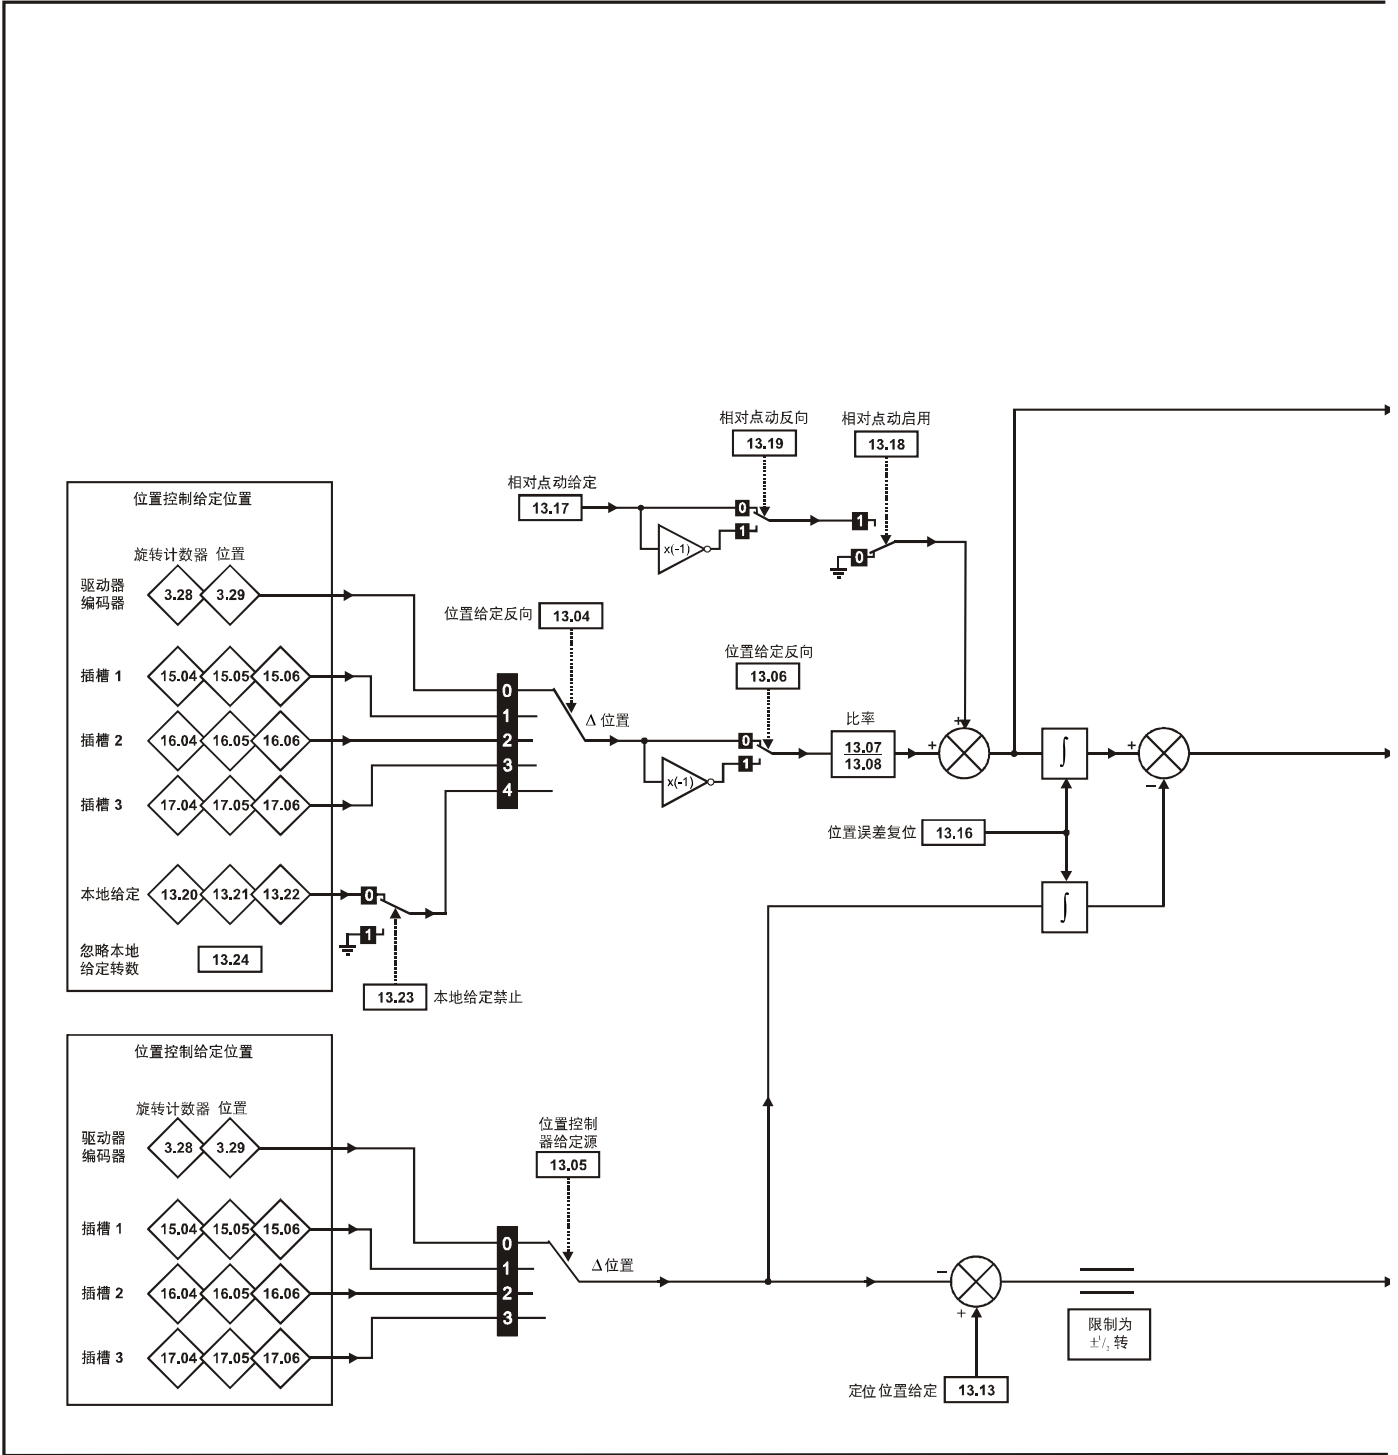 相对点动反向
13.19
相对点动启用
13.18
相对点动给定
13.17
0
1
x(-1)
1
0
位置控制给定位置
旋转计数器 位置
驱动器
编码器
3.28 3.29
插槽 1
15.04 15.05 15.06
插槽 2
16.04 16.05 16.06
插槽 3
17.04 17.05 17.06
本地给定
13.20 13.21 13.22
忽略本地
给定转数
13.24
0
1
13.23 本地给定禁止
位置给定反向 13.04
0
1
2
3
4
Δ 位置
位置给定反向
13.06
0
1
x(-1)
比率
13.07
13.08
+
+
∫
+
−
位置误差复位 13.16
∫
位置控制给定位置
旋转计数器 位置
驱动器
编码器
3.28 3.29
插槽 1
15.04 15.05 15.06
插槽 2
16.04 16.05 16.06
插槽 3
17.04 17.05 17.06
位置控制
器给定源
13.05
0
1
2
3
Δ 位置
−
+
限制为
±1/2 转
定位位置给定 13.13